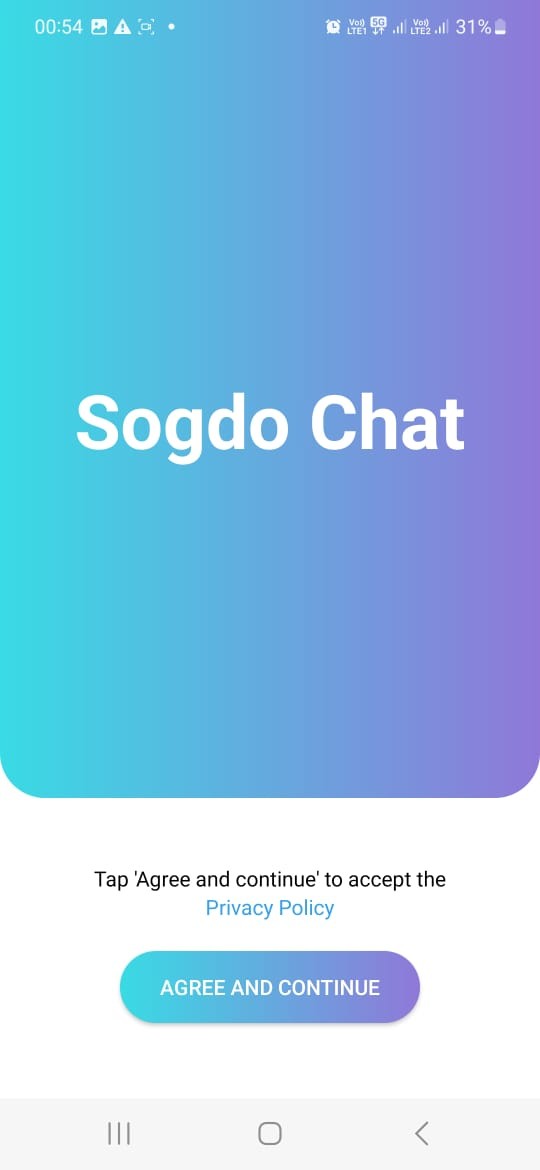 00:54
Vo) LTE1 5G Vo) LTE2 31%
Sogdo Chat
Tap 'Agree and continue' to accept the
Privacy Policy
AGREE AND CONTINUE